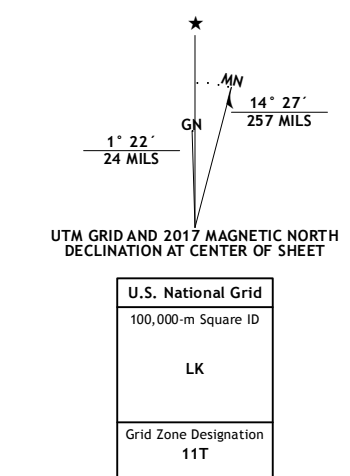 ★
MN
14° 27´
257 MILS
GN
1° 22´
24 MILS
UTM GRID AND 2017 MAGNETIC NORTH
DECLINATION AT CENTER OF SHEET
U.S. National Grid
100,000-m Square ID
LK
Grid Zone Designation
11T